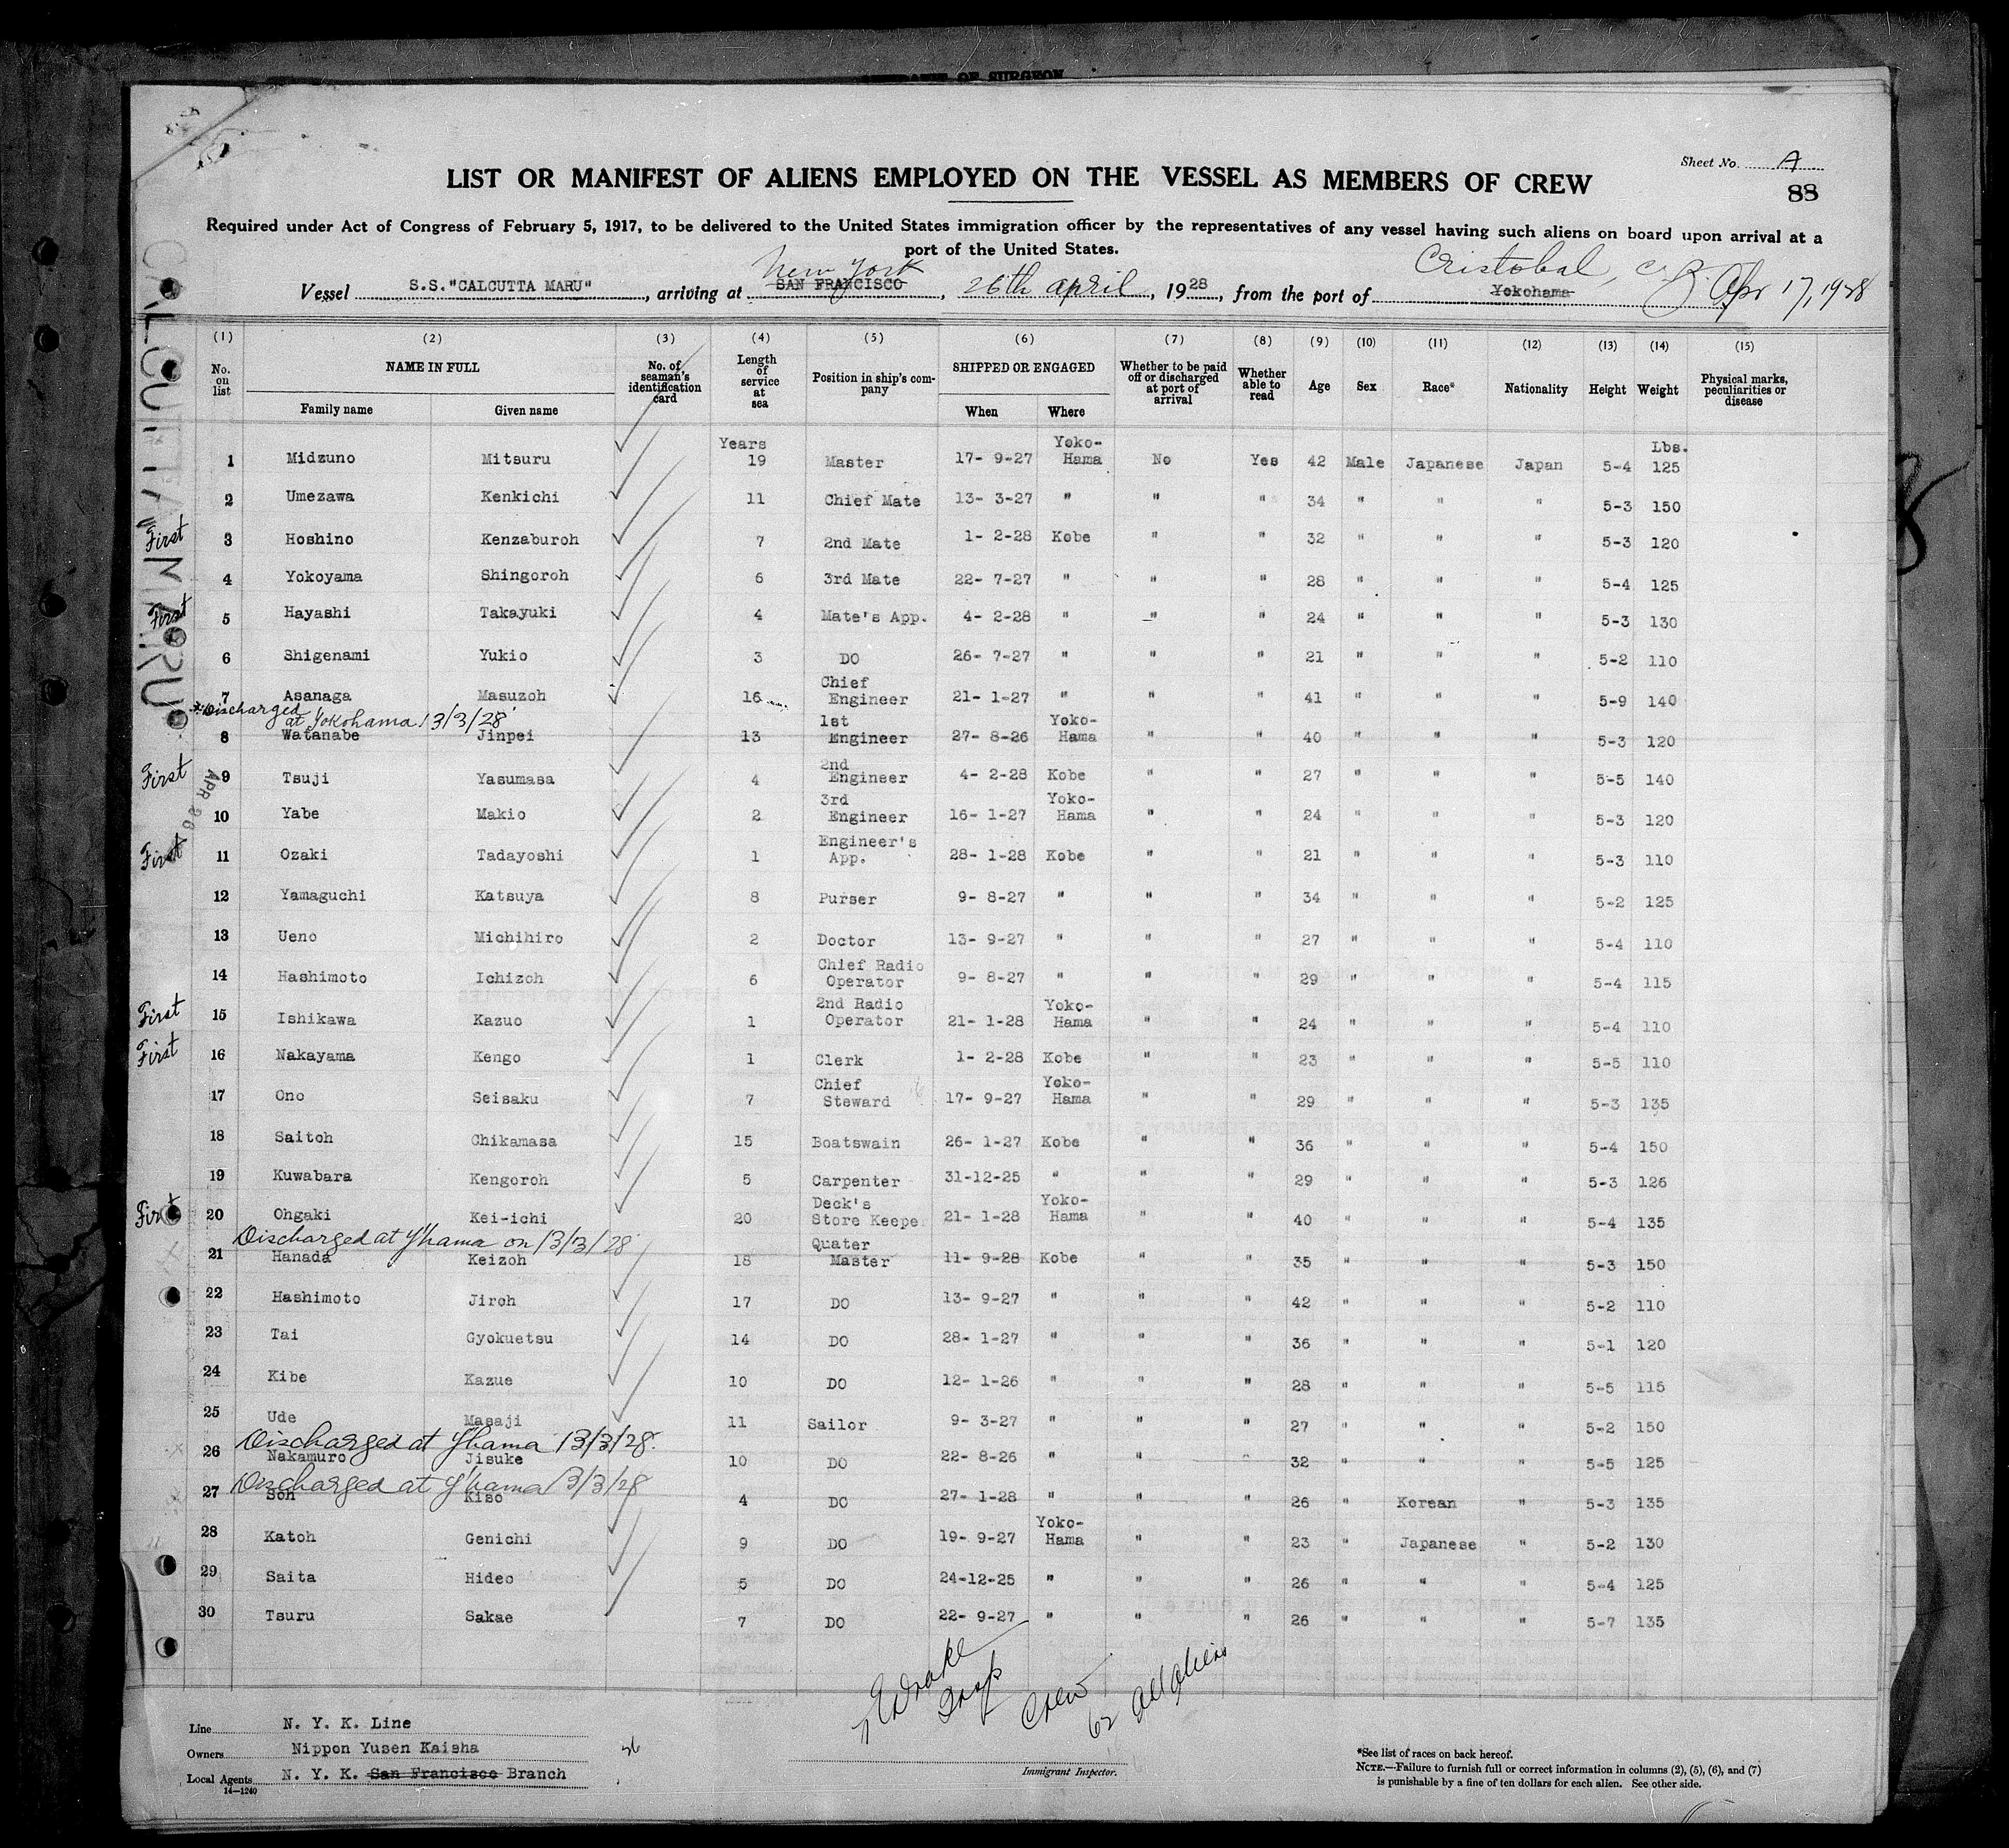 Sheet No. A
88
LIST OR MANIFEST OF ALIENS EMPLOYED ON THE VESSEL AS MEMBERS OF CREW
Required under Act of Congress of February 5, 1917, to be delivered to the United States immigration officer by the representatives of any vessel having such aliens on board upon arrival at a
port of the United States.
New York Cristobal, C.Z. Apr 17, 1928
Vessel S.S. "CALCUTTA MARU", arriving at SAN FRANCISCO, 26th april, 1928, from the port of Yokohama
CALCUTTA MARU
(1) (2) (3) (4) (5) (6) (7) (8) (9) (10) (11) (12) (13) (14) (15)
No. on list NAME IN FULL Family name Given name No. of seaman's identification card Length of service at sea Position in ship's company SHIPPED OR ENGAGED When Where Whether to be paid off or discharged at port of arrival Whether able to read Age Sex Race* Nationality Height Weight Physical marks, peculiarities or disease
Years Yoko- Lbs.
1 Midzuno Mitsuru 19 Master 17- 9-27 Hama No Yes 42 Male Japanese Japan 5-4 125
2 Umezawa Kenkichi 11 Chief Mate 13- 3-27 " " " 34 " " " 5-3 150
First 3 Hoshino Kenzaburoh 7 2nd Mate 1- 2-28 Kobe " " 32 " " " 5-3 120
4 Yokoyama Shingoroh 6 3rd Mate 22- 7-27 " " " 28 " " " 5-4 125
First 5 Hayashi Takayuki 4 Mate's App. 4- 2-28 " " " 24 " " " 5-3 130
6 Shigenami Yukio 3 DO 26- 7-27 " " " 21 " " " 5-2 110
Chief
7 Asanaga Masuzoh 16 Engineer 21- 1-27 " " " 41 " " " 5-9 140
Discharged
at Yokohama 13/3/28 1st Yoko-
8 Watanabe Jinpei 13 Engineer 27- 8-26 Hama " " 40 " " " 5-3 120
2nd
First 9 Tsuji Yasumasa 4 Engineer 4- 2-28 Kobe " " 27 " " " 5-5 140
3rd Yoko-
10 Yabe Makio 2 Engineer 16- 1-27 Hama " " 24 " " " 5-3 120
Engineer's
First 11 Ozaki Tadayoshi 1 App. 28- 1-28 Kobe " " 21 " " " 5-3 110
12 Yamaguchi Katsuya 8 Purser 9- 8-27 " " " 34 " " " 5-2 125
13 Ueno Michihiro 2 Doctor 13- 9-27 " " " 27 " " " 5-4 110
Chief Radio
14 Hashimoto Ichizoh 6 Operator 9- 8-27 " " " 29 " " " 5-4 115
2nd Radio Yoko-
First 15 Ishikawa Kazuo 1 Operator 21- 1-28 Hama " " 24 " " " 5-4 110
First 16 Nakayama Kengo 1 Clerk 1- 2-28 Kobe " " 23 " " " 5-5 110
Chief Yoko-
17 Ono Seisaku 7 Steward 17- 9-27 Hama " " 29 " " " 5-3 135
18 Saitoh Chikamasa 15 Boatswain 26- 1-27 Kobe " " 36 " " " 5-4 150
19 Kuwabara Kengoroh 5 Carpenter 31-12-25 " " " 29 " " " 5-3 126
Deck's Yoko-
First 20 Ohgaki Kei-ichi 20 Store Keepe. 21- 1-28 Hama " " 40 " " " 5-4 135
Discharged at Y'hama on 13/3/28 Quater
21 Hanada Keizoh 18 Master 11- 9-28 Kobe " " 35 " " " 5-3 150
22 Hashimoto Jiroh 17 DO 13- 9-27 " " " 42 " " " 5-2 110
23 Tai Gyokuetsu 14 DO 28- 1-27 " " " 36 " " " 5-1 120
24 Kibe Kazue 10 DO 12- 1-26 " " " 28 " " " 5-5 115
25 Ude Masaji 11 Sailor 9- 3-27 " " " 27 " " " 5-2 150
Discharged at Y'hama 13/3/28.
26 Nakamuro Jisuke 10 DO 22- 8-26 " " " 32 " " " 5-5 125
Discharged at Y'hama 13/3/28
27 Soh Kiso 4 DO 27- 1-28 " " " 26 " Korean " 5-3 135
Yoko-
28 Katoh Genichi 9 DO 19- 9-27 Hama " " 23 " Japanese " 5-2 130
29 Saita Hideo 5 DO 24-12-25 " " " 26 " " " 5-4 125
30 Tsuru Sakae 7 DO 22- 9-27 " " " 26 " " " 5-7 135
Drake
Insp
Crew
62 all aliens
Line N. Y. K. Line
Owners Nippon Yusen Kaisha
Local Agents N. Y. K. San Francisco Branch
14-1240
Immigrant Inspector.
*See list of races on back hereof.
NOTE.—Failure to furnish full or correct information in columns (2), (5), (6), and (7)
is punishable by a fine of ten dollars for each alien. See other side.